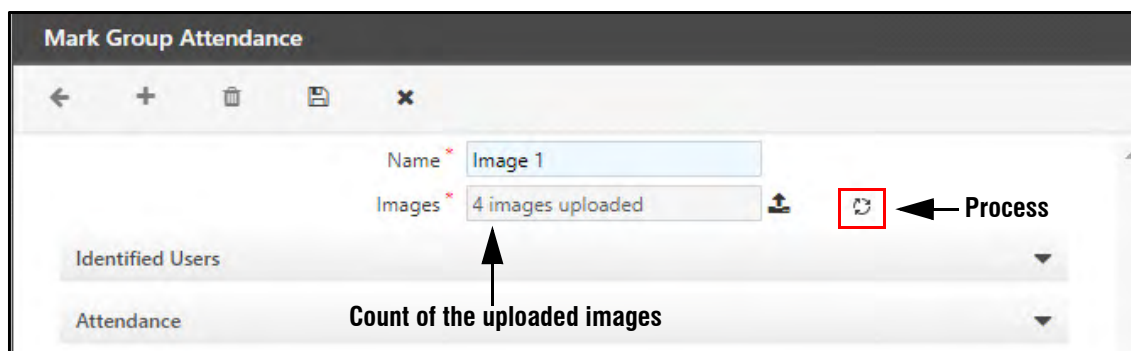 Mark Group Attendance
Name * Image 1
Images * 4 images uploaded
Process
Identified Users
Count of the uploaded images
Attendance